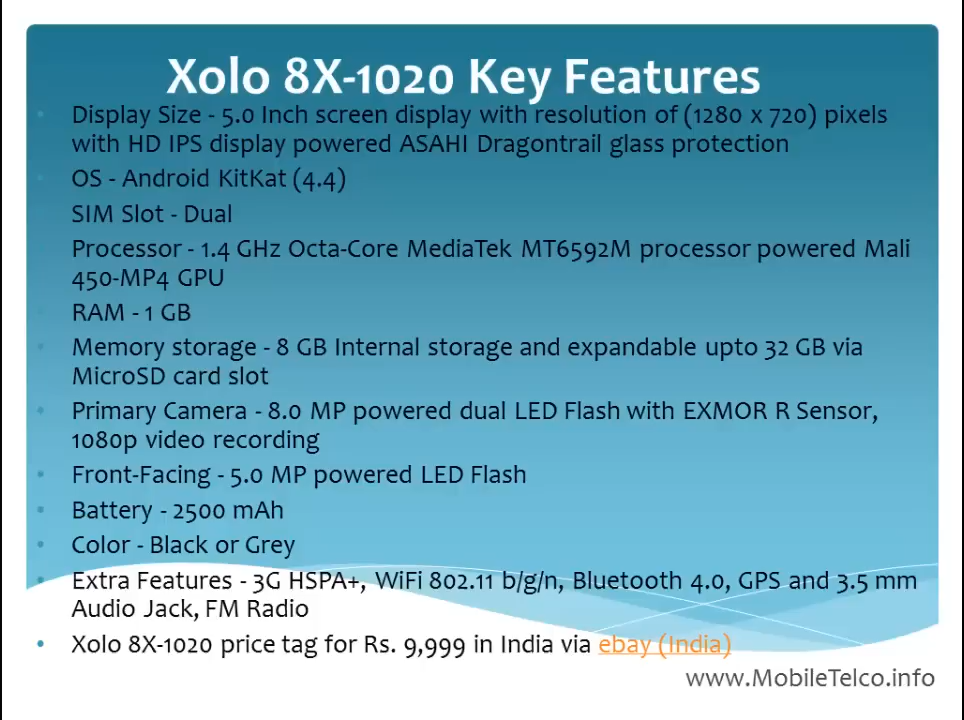 Xolo 8X-1020 Key Features
• Display Size - 5.0 Inch screen display with resolution of (1280 x 720) pixels
with HD IPS display powered ASAHI Dragontrail glass protection
• OS - Android KitKat (4.4)
SIM Slot - Dual
Processor - 1.4 GHz Octa-Core MediaTek MT6592M processor powered Mali
450-MP4 GPU
• RAM - 1 GB
• Memory storage - 8 GB Internal storage and expandable upto 32 GB via
MicroSD card slot
• Primary Camera - 8.0 MP powered dual LED Flash with EXMOR R Sensor,
1080p video recording
• Front-Facing - 5.0 MP powered LED Flash
• Battery - 2500 mAh
• Color - Black or Grey
• Extra Features - 3G HSPA+, WiFi 802.11 b/g/n, Bluetooth 4.0, GPS and 3.5 mm
Audio Jack, FM Radio
• Xolo 8X-1020 price tag for Rs. 9,999 in India via ebay (India)
www.MobileTelco.info